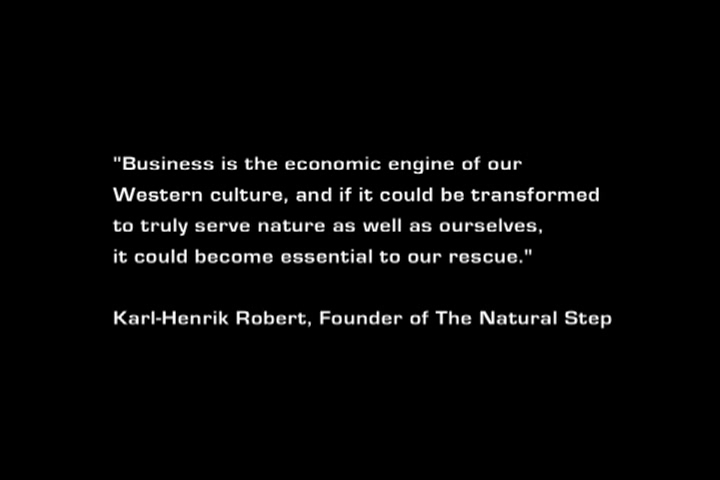 "Business is the economic engine of our
Western culture, and if it could be transformed
to truly serve nature as well as ourselves,
it could become essential to our rescue."
Karl-Henrik Robert, Founder of The Natural Step